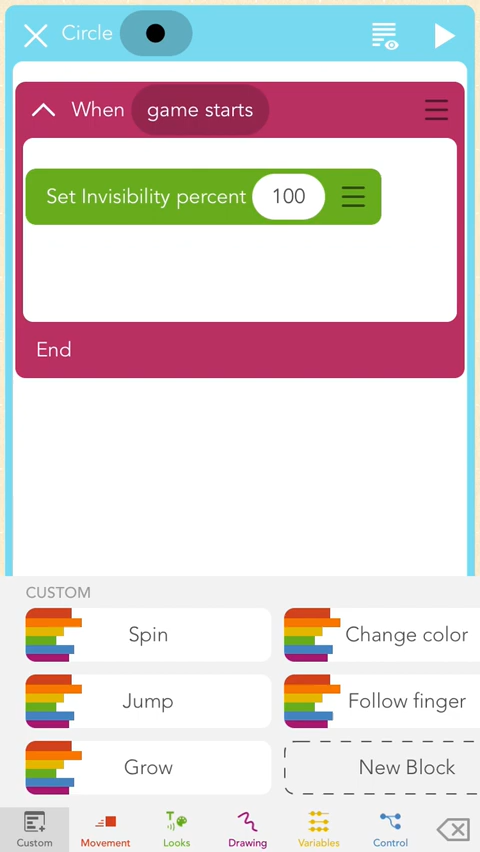 Circle
When game starts
Set Invisibility percent 100
End
CUSTOM
Spin
Change color
Jump
Follow finger
Grow
New Block
Custom
Movement
Looks
Drawing
Variables
Control